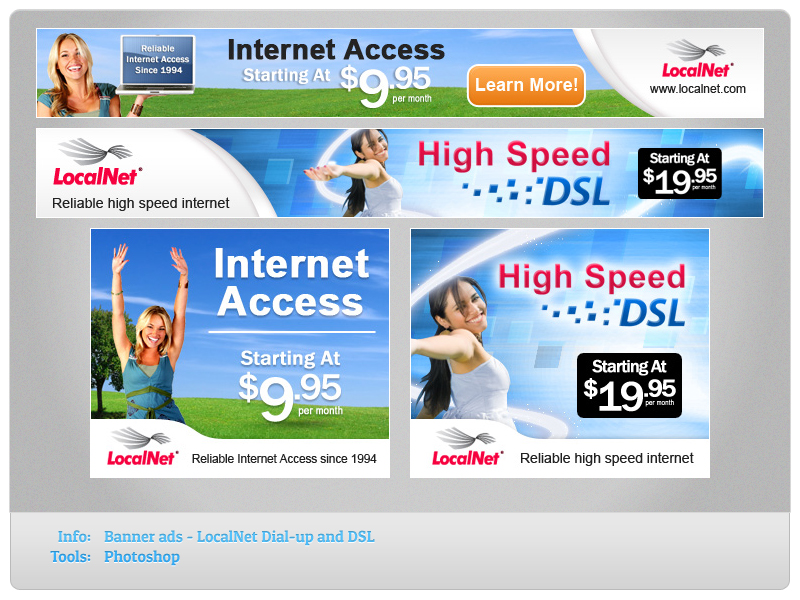 Reliable
Internet Access
Since 1994
Internet Access
Starting At $9.95
per month
Learn More!
LocalNet
www.localnet.com
LocalNet
Reliable high speed internet
High Speed
DSL
Starting At
$19.95
per month
Internet
Access
Starting At
$9.95
per month
LocalNet
Reliable Internet Access since 1994
High Speed
DSL
Starting At
$19.95
per month
LocalNet
Reliable high speed internet
Info: Banner ads - LocalNet Dial-up and DSL
Tools: Photoshop